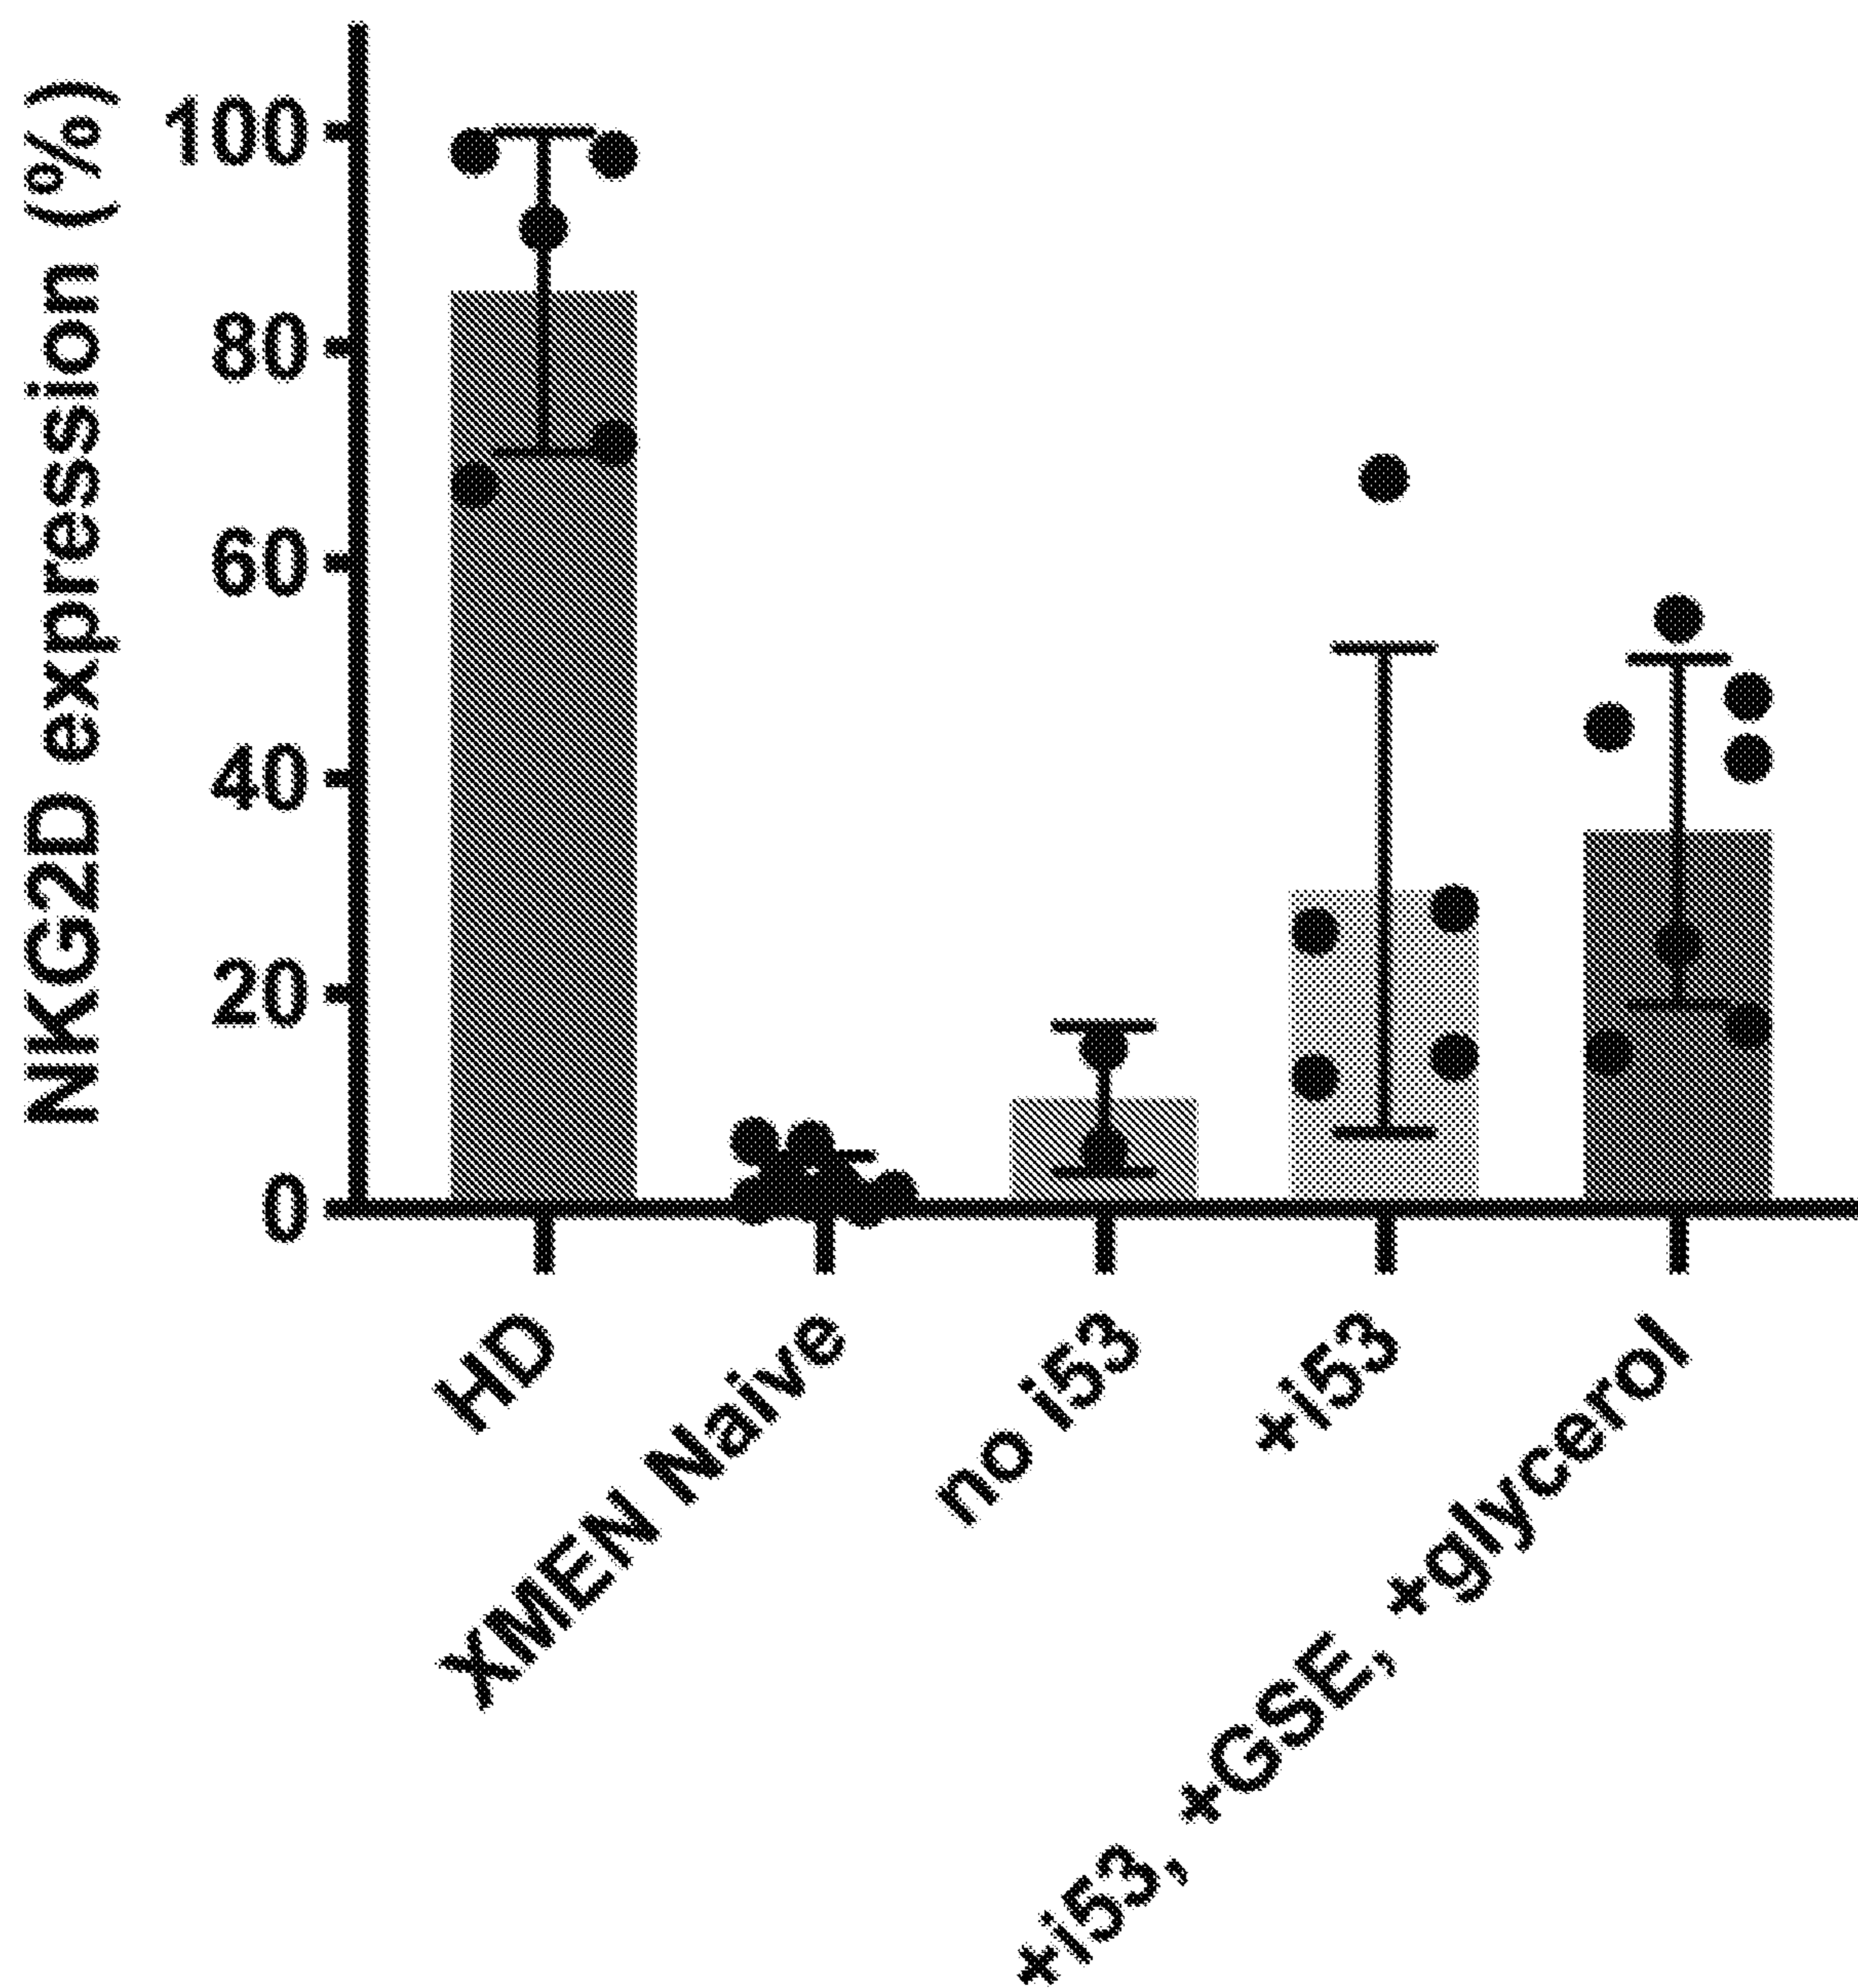 NKG2D expression (%)
100
80
60
40
20
0
HD
XMEN Naive
no i53
+i53
+i53, +GSE, +glycerol